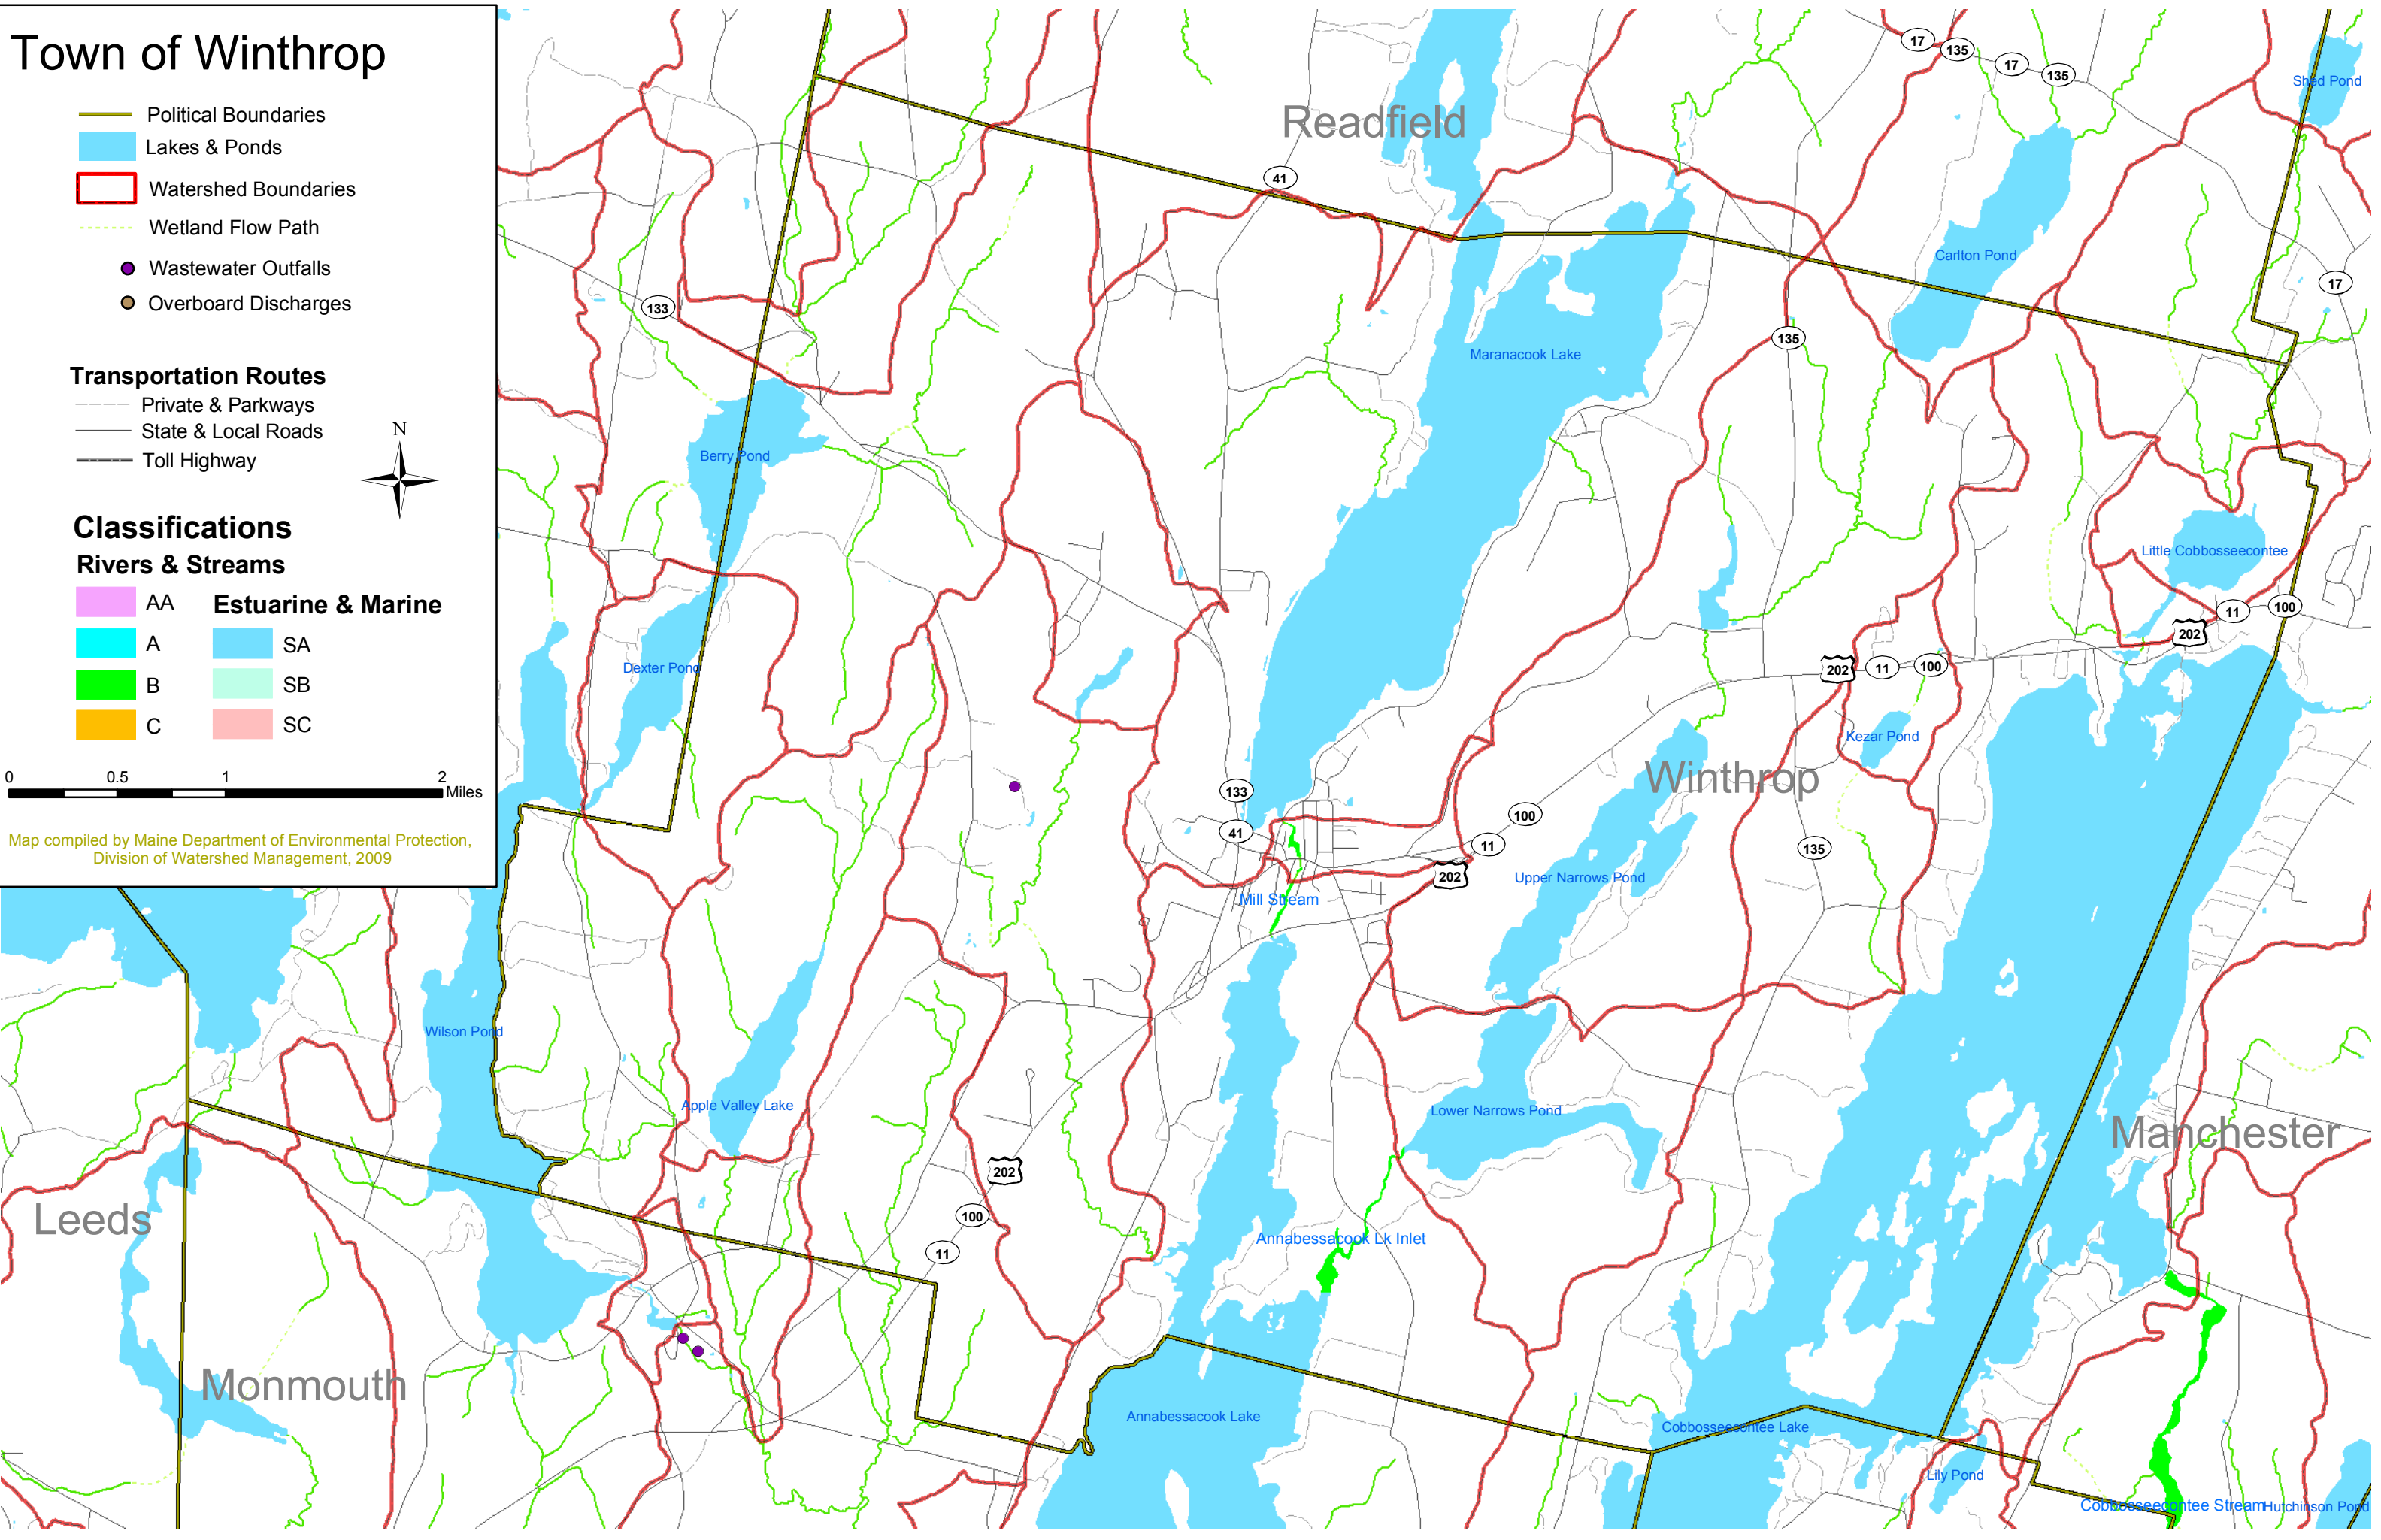 Town of Winthrop
Political Boundaries
Lakes & Ponds
Watershed Boundaries
Wetland Flow Path
Wastewater Outfalls
Overboard Discharges
Transportation Routes
Private & Parkways
State & Local Roads
Toll Highway
N
Classifications
Rivers & Streams
AA
A
B
C
Estuarine & Marine
SA
SB
SC
0 0.5 1 2
Miles
Map compiled by Maine Department of Environmental Protection,
Division of Watershed Management, 2009
17
135
17
135
Shed Pond
Readfield
41
Carlton Pond
17
133
135
Maranacook Lake
Berry Pond
Little Cobbosseecontee
11
100
202
Dexter Pond
202
11
100
Kezar Pond
Winthrop
133
41
100
11
202
135
Upper Narrows Pond
Mill Stream
Wilson Pond
Apple Valley Lake
Lower Narrows Pond
Manchester
202
Leeds
100
11
Annabessacook Lk Inlet
Monmouth
Annabessacook Lake
Cobbosseecontee Lake
Lily Pond
Cobbosseecontee Stream
Hutchinson Pond